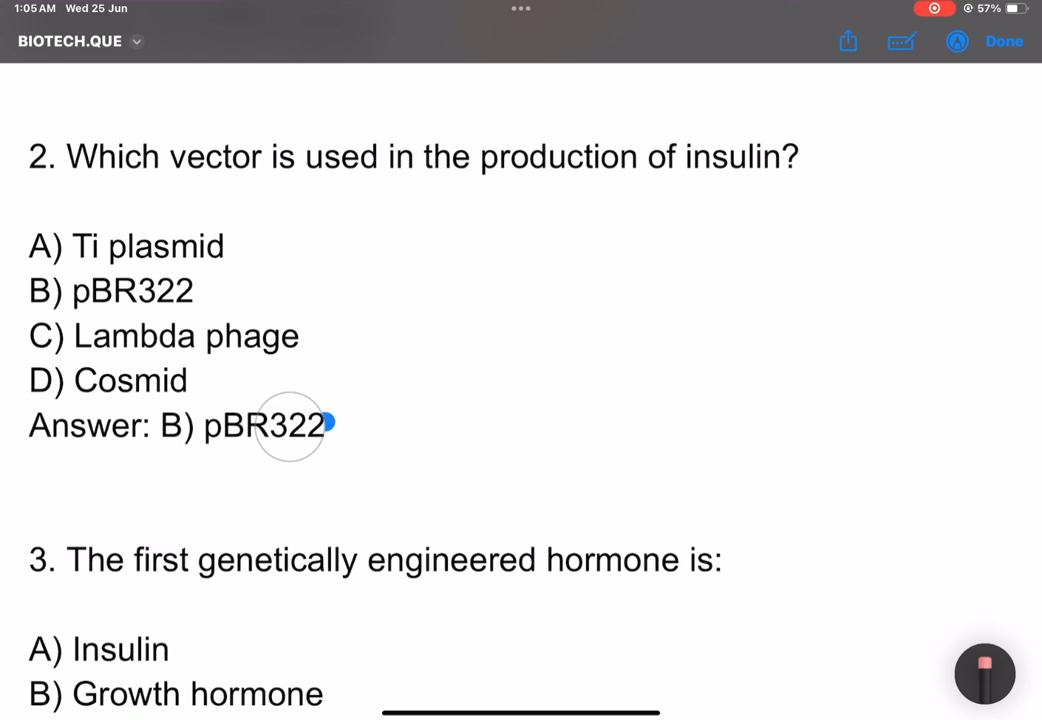 1:05 AM Wed 25 Jun
57%
BIOTECH.QUE
Done
2. Which vector is used in the production of insulin?
A) Ti plasmid
B) pBR322
C) Lambda phage
D) Cosmid
Answer: B) pBR322
3. The first genetically engineered hormone is:
A) Insulin
B) Growth hormone